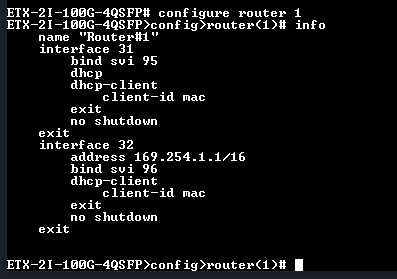 ETX-2I-100G-4QSFP# configure router 1
ETX-2I-100G-4QSFP>config>router(1)# info
name "Router#1"
interface 31
bind svi 95
dhcp
dhcp-client
client-id mac
exit
no shutdown
exit
interface 32
address 169.254.1.1/16
bind svi 96
dhcp-client
client-id mac
exit
no shutdown
exit
ETX-2I-100G-4QSFP>config>router(1)#